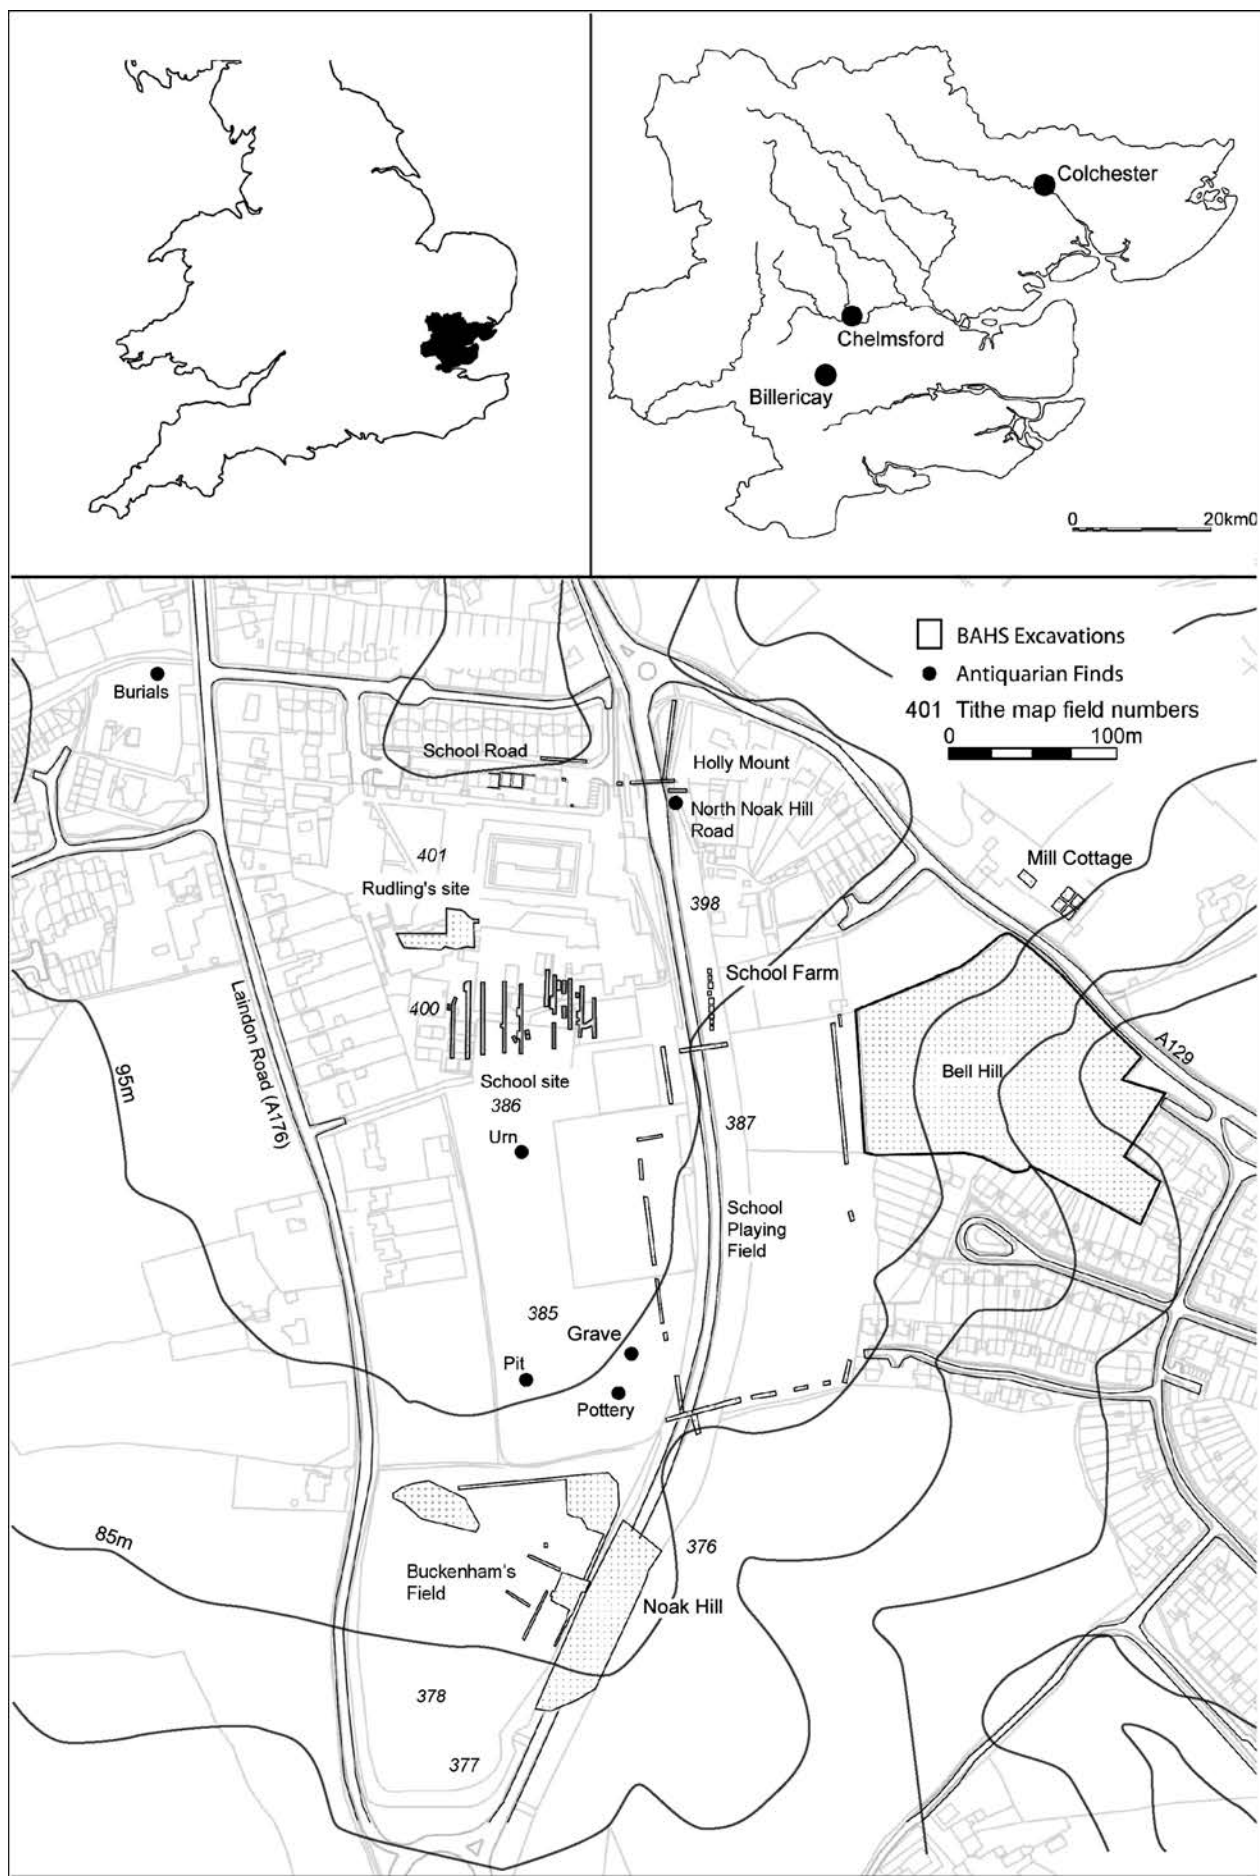 Colchester
Chelmsford
Billericay
0 20km0
BAHS Excavations
Antiquarian Finds
401 Tithe map field numbers
0 100m
Burials
School Road
Holly Mount
North Noak Hill
Road
401
Rudling's site
Mill Cottage
398
School Farm
400
Laindon Road (A176)
A129
95m
Bell Hill
School site
386
387
Urn
School
Playing
Field
385
Grave
Pit
Pottery
85m
376
Buckenham's
Field
Noak Hill
378
377